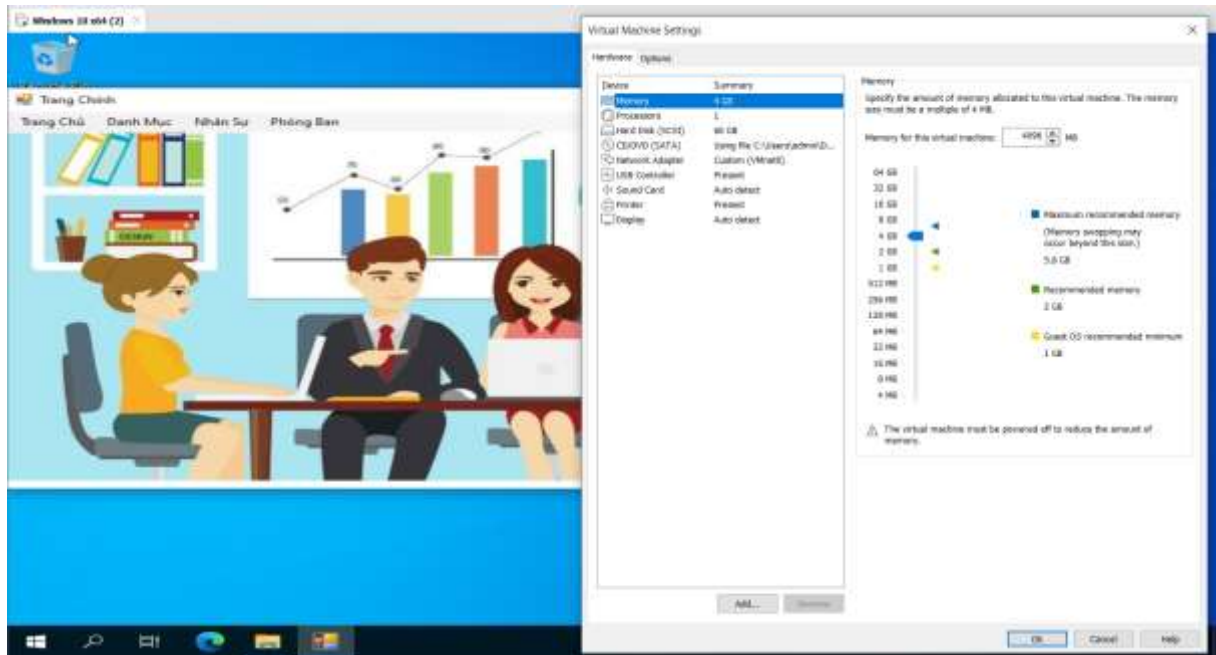 Windows 10 x64 (2)
Trang Chính
Trang Chủ Danh Mục Nhân Sự Phòng Ban
Virtual Machine Settings
Hardware Options
Device Summary
Memory 4 GB
Processors 1
Hard Disk (SCSI) 60 GB
CD/DVD (SATA) Using file C:\Users\admin\D...
Network Adapter Custom (VMnet0)
USB Controller Present
Sound Card Auto detect
Printer Present
Display Auto detect
Add... Remove
Memory
Specify the amount of memory allocated to this virtual machine. The memory
size must be a multiple of 4 MB.
Memory for this virtual machine: 4096 MB
64 GB
32 GB
16 GB
8 GB
4 GB
2 GB
1 GB
512 MB
256 MB
128 MB
64 MB
32 MB
16 MB
8 MB
4 MB
Maximum recommended memory
(Memory swapping may
occur beyond this size.)
5.6 GB
Recommended memory
2 GB
Guest OS recommended minimum
1 GB
The virtual machine must be powered off to reduce the amount of
memory.
OK Cancel Help